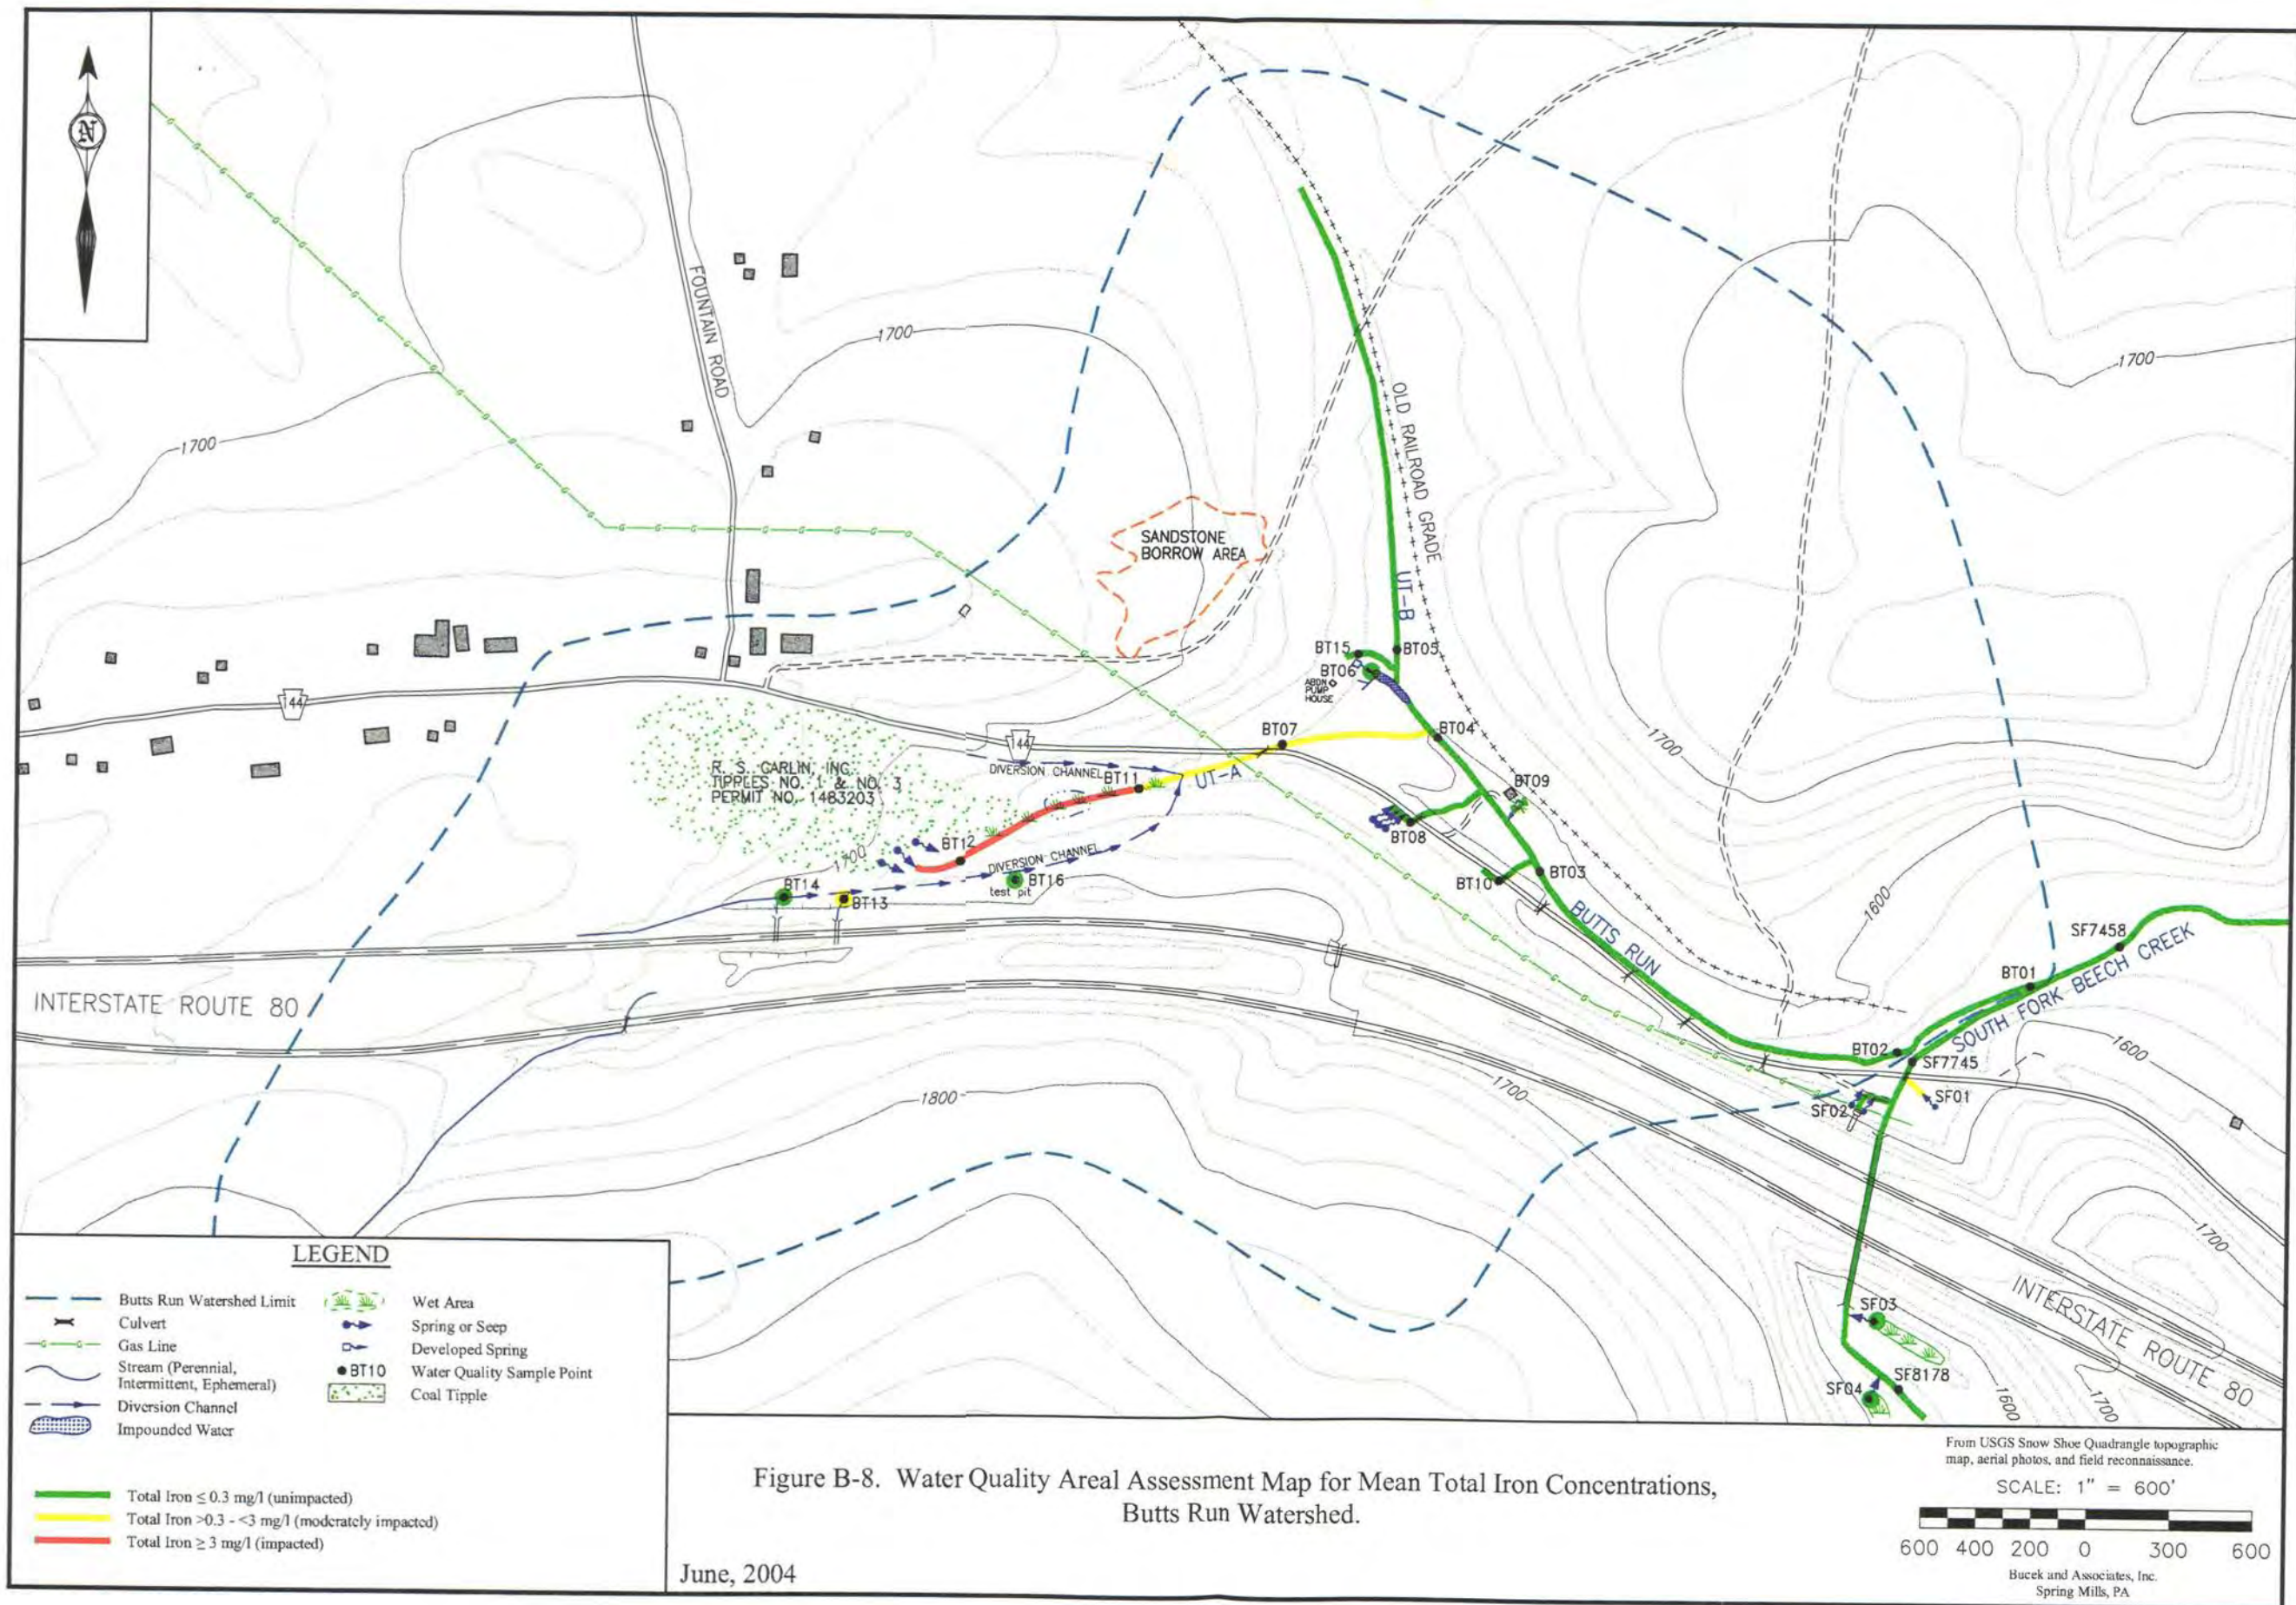 N
FOUNTAIN ROAD
1700
1700
1700
OLD RAILROAD GRADE
SANDSTONE
BORROW AREA
UT-B
BT15
BT05
BT06
ABDN
PUMP
HOUSE
144
144
BT07
BT04
1700
R. S. CARLIN, INC.
TIPPLES NO. 1 & NO. 3
PERMIT NO. 1483203
DIVERSION CHANNEL
BT11
UT-A
BT09
BT08
BT12
1700
DIVERSION CHANNEL
BT16
test pit
BT14
BT13
BT10
BT03
BUTTS RUN
1600
SF7458
BT01
SOUTH FORK BEECH CREEK
INTERSTATE ROUTE 80
BT02
SF7745
1600
SF01
SF02
1700
1800
1700
INTERSTATE ROUTE 80
SF03
SF8178
SF04
1600
1700
LEGEND
Butts Run Watershed Limit
Culvert
G G
Gas Line
Stream (Perennial,
Intermittent, Ephemeral)
Diversion Channel
Impounded Water
Wet Area
Spring or Seep
Developed Spring
BT10 Water Quality Sample Point
Coal Tipple
Total Iron ≤ 0.3 mg/l (unimpacted)
Total Iron >0.3 - <3 mg/l (moderately impacted)
Total Iron ≥ 3 mg/l (impacted)
Figure B-8. Water Quality Areal Assessment Map for Mean Total Iron Concentrations,
Butts Run Watershed.
June, 2004
From USGS Snow Shoe Quadrangle topographic
map, aerial photos, and field reconnaissance.
SCALE: 1" = 600'
600 400 200 0 300 600
Bucek and Associates, Inc.
Spring Mills, PA